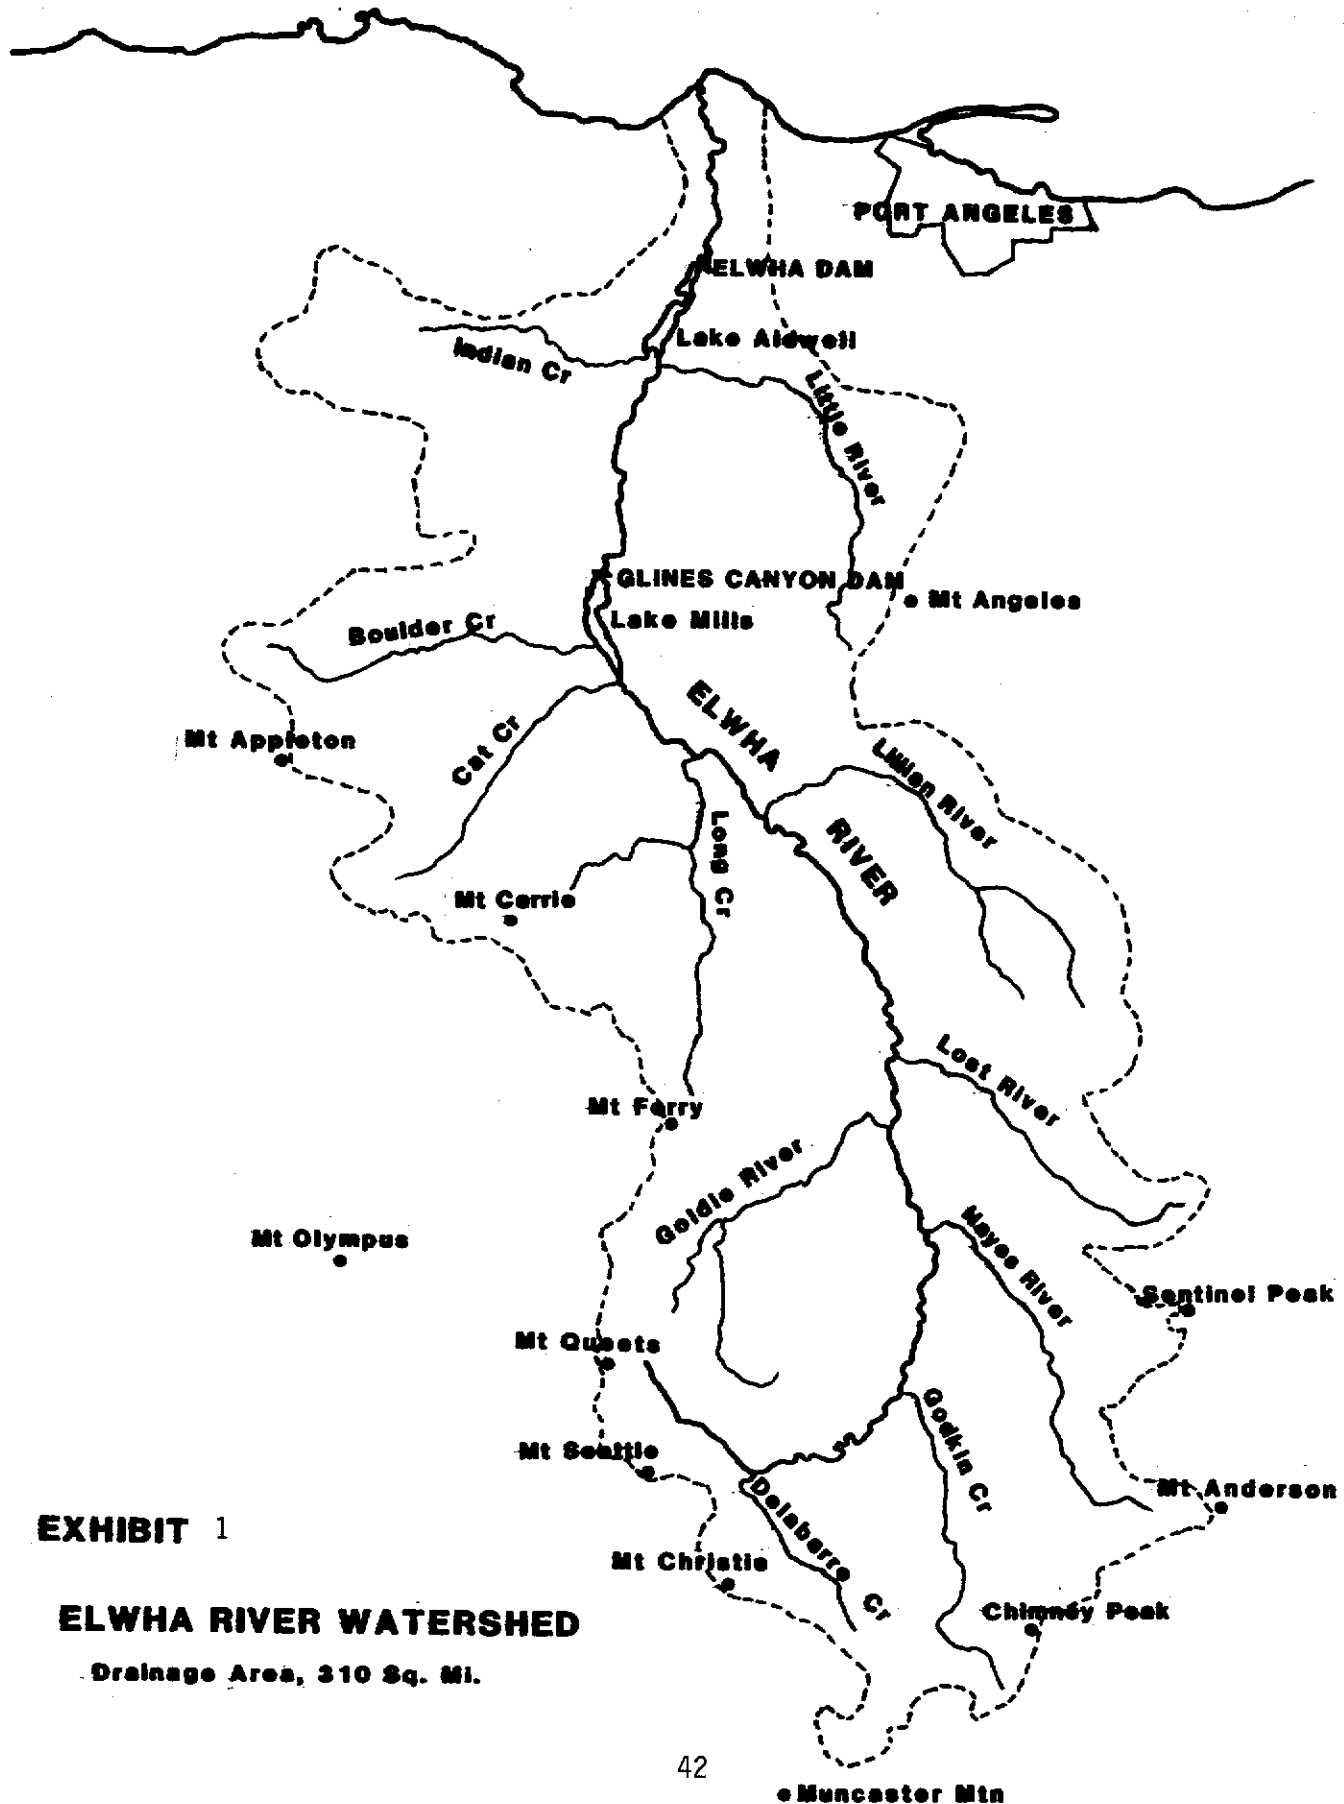 PORT ANGELES
ELWHA DAM
Lake Aldwell
Indian Cr
Little River
GLINES CANYON DAM
Mt Angeles
Lake Mills
Boulder Cr
ELWHA
RIVER
Mt Appleton
Cat Cr
Lillian River
Long Cr
Mt Carrie
Lost River
Mt Ferry
Goldie River
Mt Olympus
Hayes River
Sentinel Peak
Mt Queets
Godkin Cr
Mt Seattle
Mt Anderson
Delabarre Cr
EXHIBIT 1
Mt Christie
Chimney Peak
ELWHA RIVER WATERSHED
Drainage Area, 310 Sq. Mi.
42
Muncaster Mtn